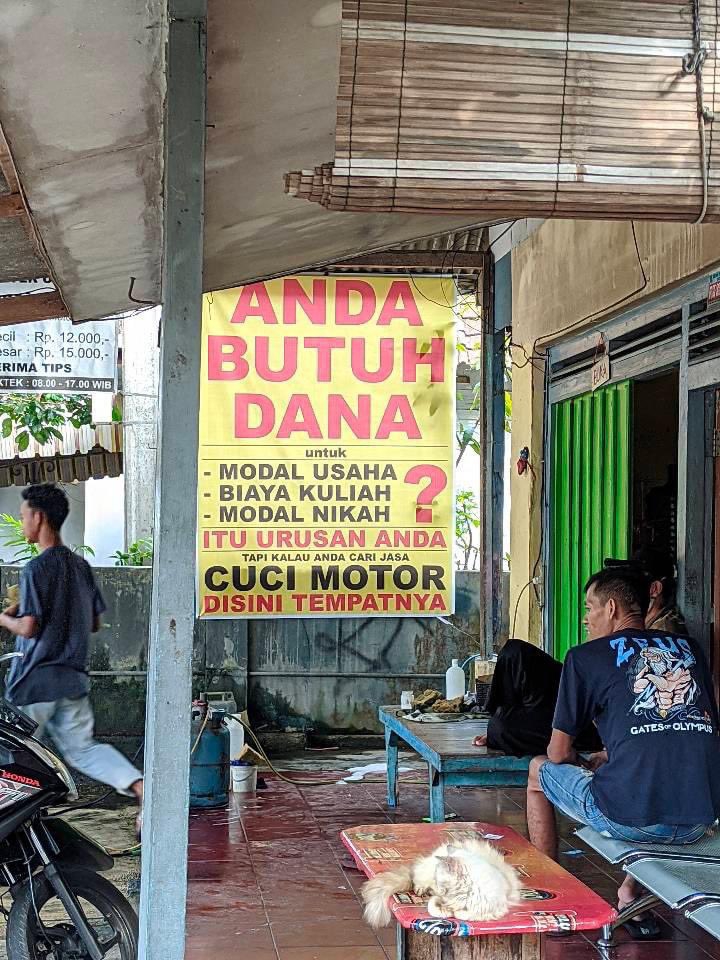 ANDA
BUTUH
DANA
untuk
- MODAL USAHA
- BIAYA KULIAH
- MODAL NIKAH
?
ITU URUSAN ANDA
TAPI KALAU ANDA CARI JASA
CUCI MOTOR
DISINI TEMPATNYA
ecil : Rp. 12.000,-
esar : Rp. 15.000,-
ERIMA TIPS
KTEK : 08.00 - 17.00 WIB
ZEUS
GATES OF OLYMPUS
HONDA